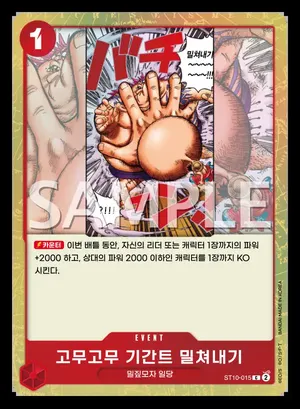 1
バチ
밀쳐내기
~~~!!!
?!!!
SAMPLE
카운터 이번 배틀 동안, 자신의 리더 또는 캐릭터 1장까지의 파워
+2000 하고, 상대의 파워 2000 이하인 캐릭터를 1장까지 KO
시킨다.
EVENT
고무고무 기간트 밀쳐내기
밀짚모자 일당
ST10-015 C 2